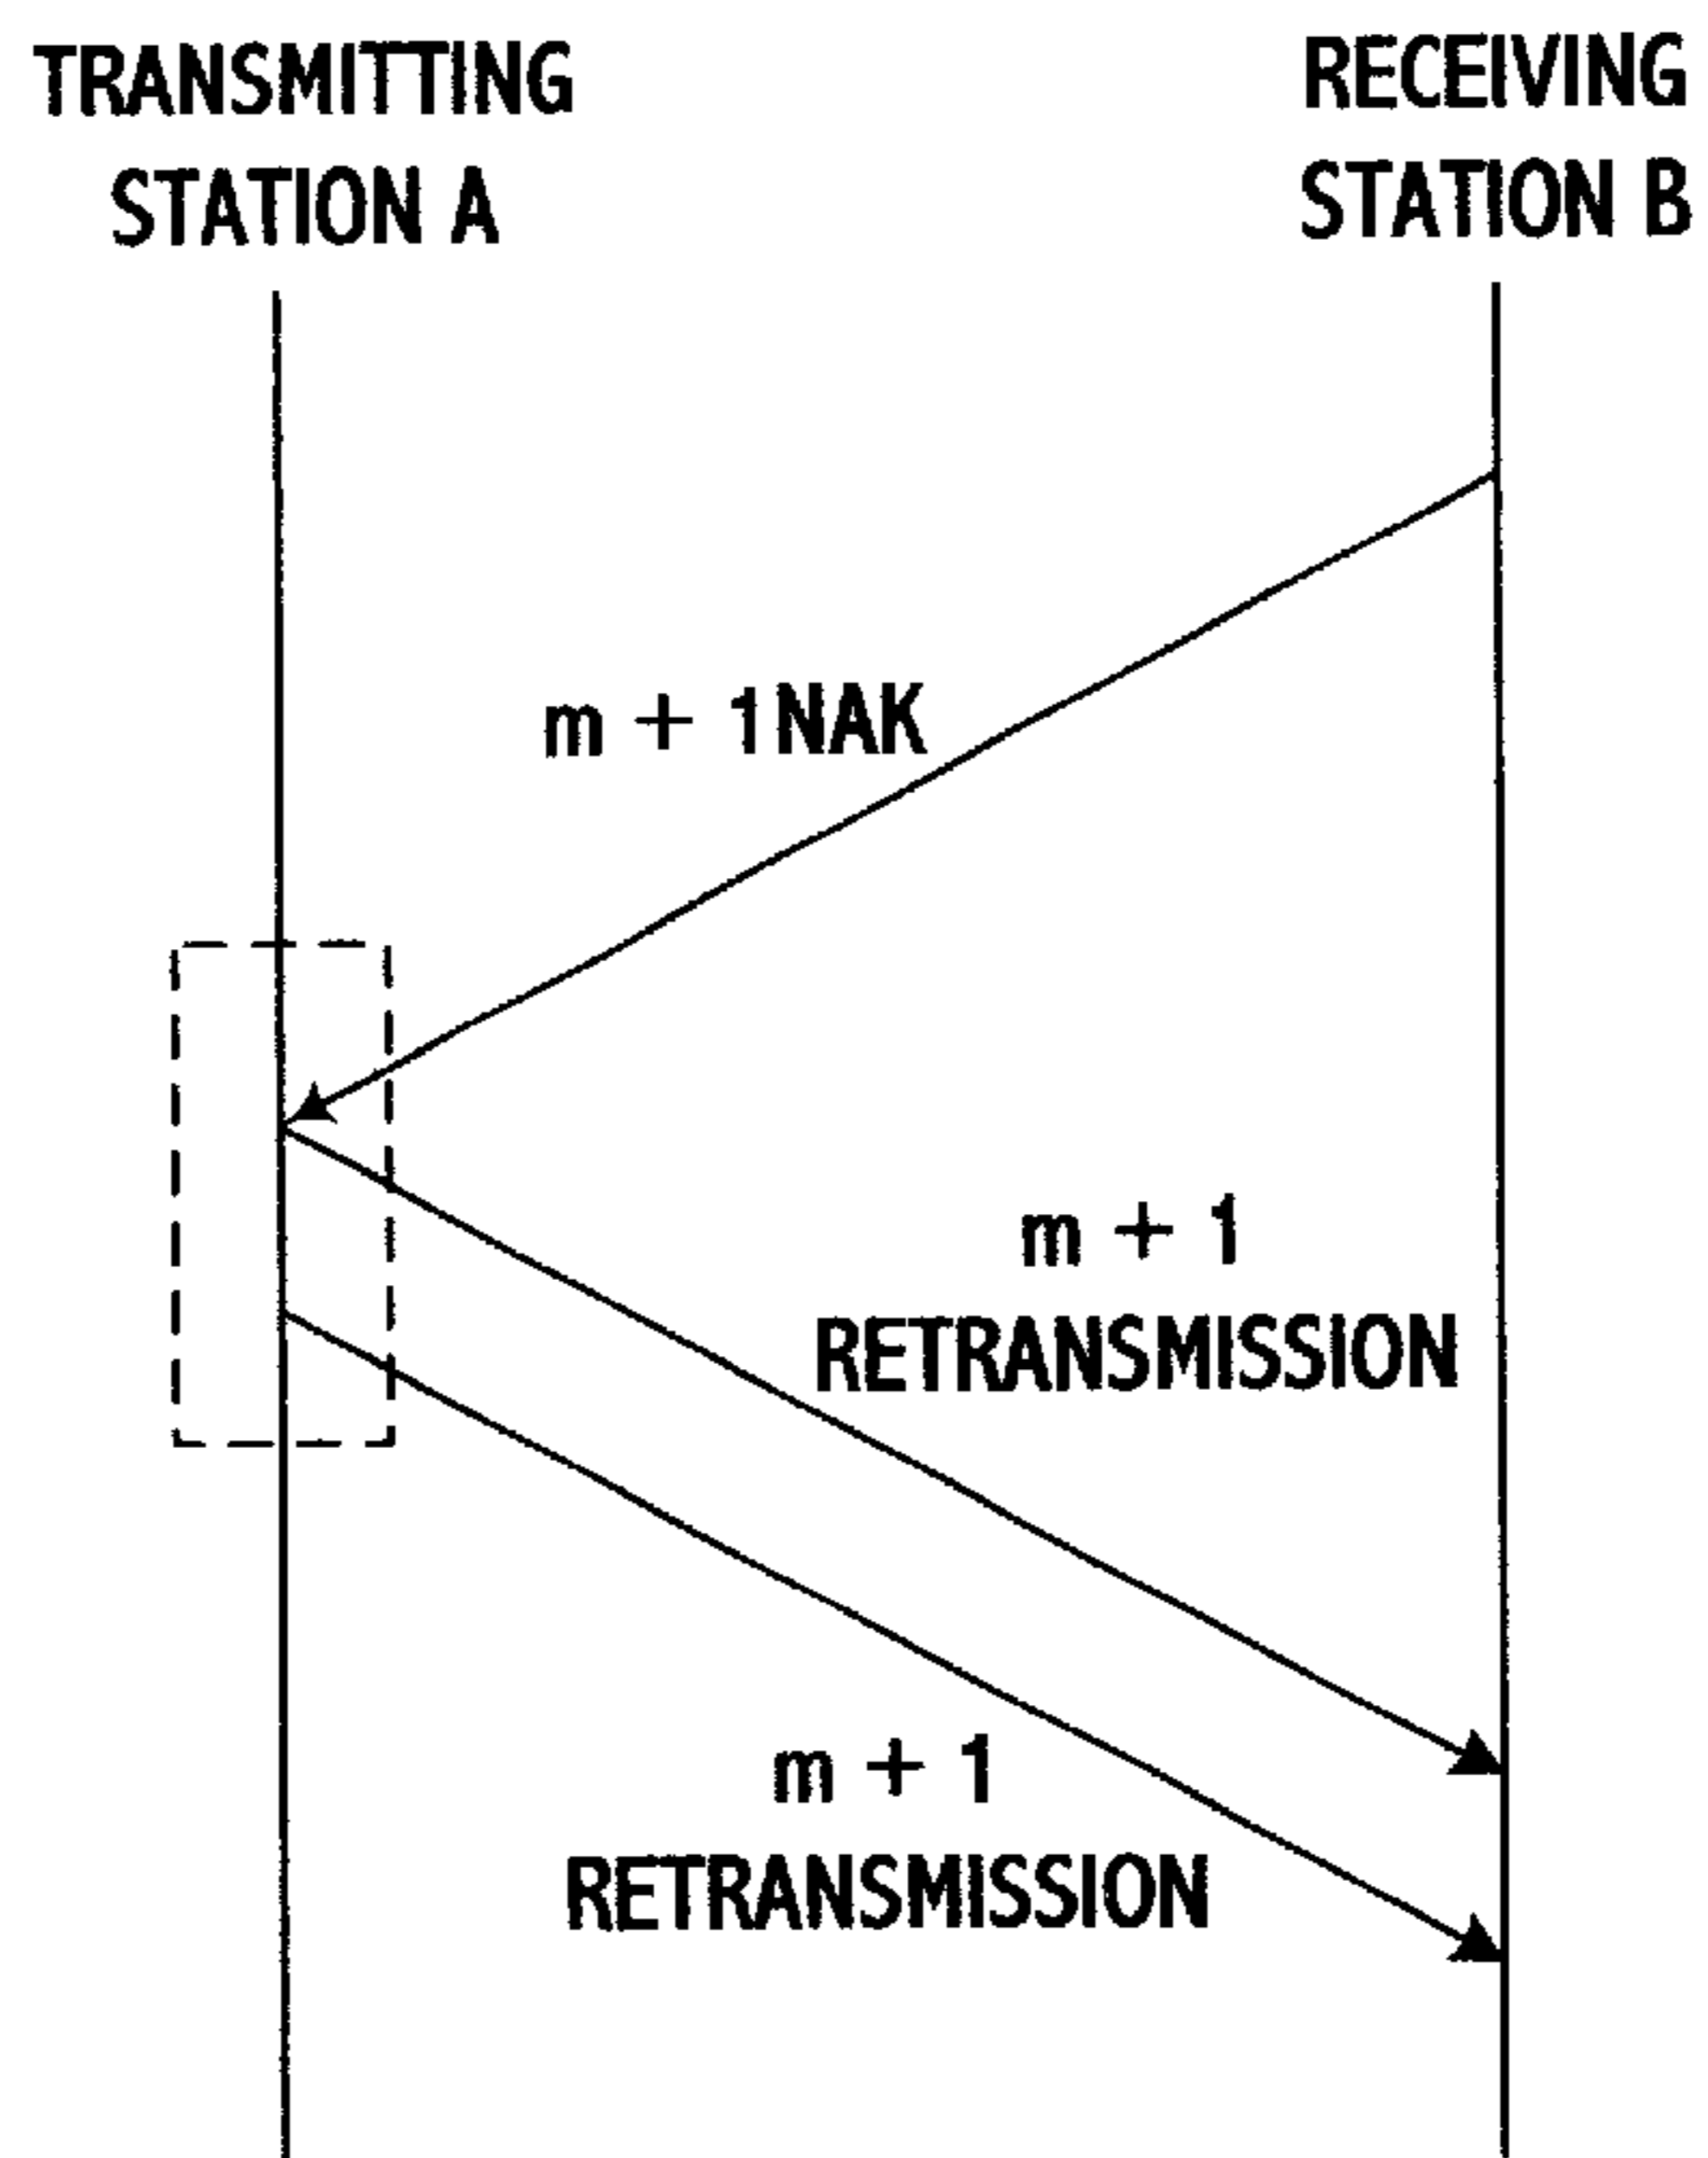 TRANSMITTING
STATION A
RECEIVING
STATION B
m + 1NAK
m + 1
RETRANSMISSION
m + 1
RETRANSMISSION